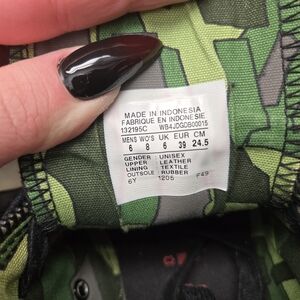 MADE IN INDONESIA
FABRIQUE EN INDONESIE
132195C WB4JDGDB00015
MENS WO'S UK EUR CM
6 8 6 39 24.5
GENDER UNISEX
UPPER LEATHER
LINING TEXTILE
OUTSOLE RUBBER
6Y 1205 F49